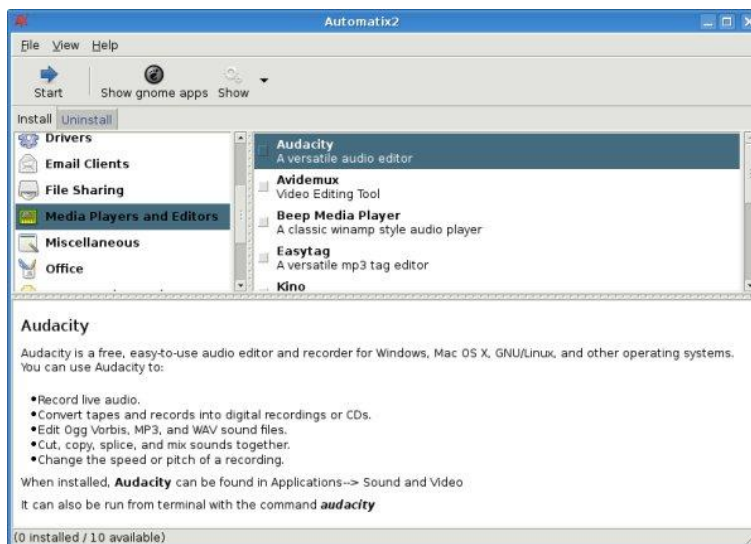 Automatix2
File View Help
Start Show gnome apps Show
Install Uninstall
Drivers
Email Clients
File Sharing
Media Players and Editors
Miscellaneous
Office
Audacity
A versatile audio editor
Avidemux
Video Editing Tool
Beep Media Player
A classic winamp style audio player
Easytag
A versatile mp3 tag editor
Kino
Audacity
Audacity is a free, easy-to-use audio editor and recorder for Windows, Mac OS X, GNU/Linux, and other operating systems.
You can use Audacity to:
•Record live audio.
•Convert tapes and records into digital recordings or CDs.
•Edit Ogg Vorbis, MP3, and WAV sound files.
•Cut, copy, splice, and mix sounds together.
•Change the speed or pitch of a recording.
When installed, Audacity can be found in Applications--> Sound and Video
It can also be run from terminal with the command audacity
(0 installed / 10 available)